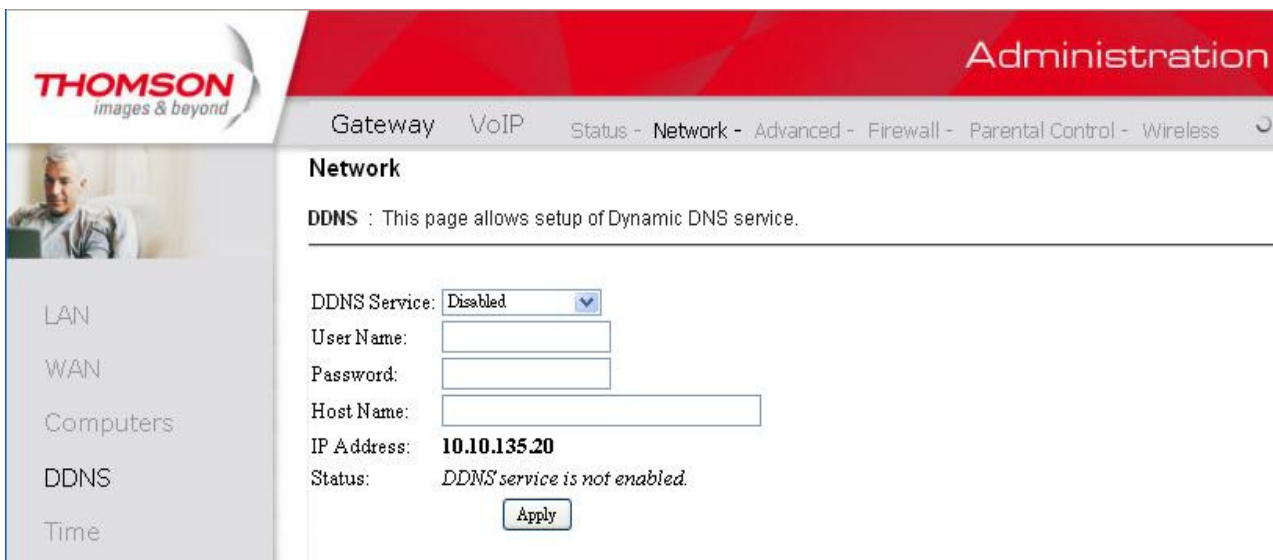 THOMSON
images & beyond
Administration
Gateway VoIP Status - Network - Advanced - Firewall - Parental Control - Wireless
Network
DDNS : This page allows setup of Dynamic DNS service.
LAN
WAN
Computers
DDNS
Time
DDNS Service: Disabled
User Name:
Password:
Host Name:
IP Address: 10.10.135.20
Status: DDNS service is not enabled.
Apply